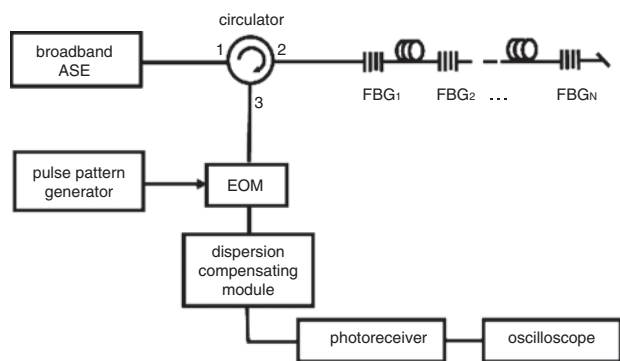 circulator
broadband
ASE
1
2
3
FBG1
FBG2
...
FBGN
pulse pattern
generator
EOM
dispersion
compensating
module
photoreceiver
oscilloscope